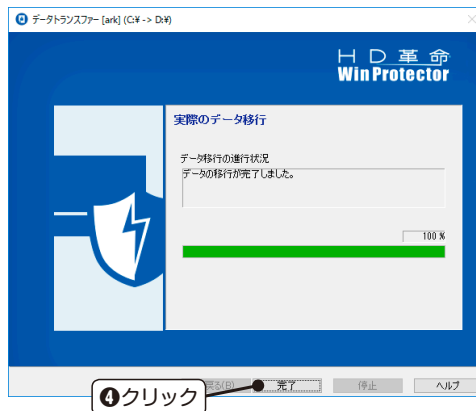 データトランスファー [ark] (C:¥ -> D:¥)
HD革命
WinProtector
実際のデータ移行
データ移行の進行状況
データの移行が完了しました。
100 %
戻る(B) 完了 停止 ヘルプ
❹クリック